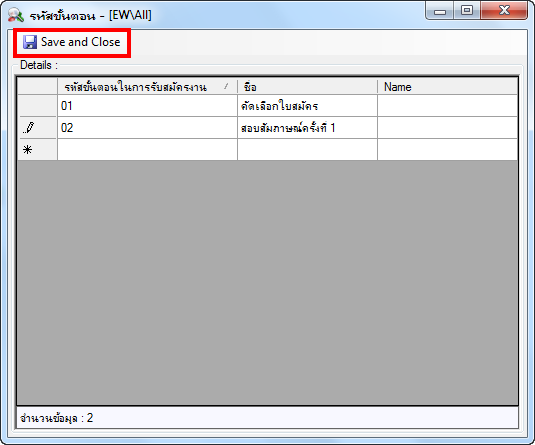 รหัสขั้นตอน - [EW\All]
Save and Close
Details :
รหัสขั้นตอนในการรับสมัครงาน ชื่อ Name
01 คัดเลือกใบสมัคร
02 สอบสัมภาษณ์ครั้งที่ 1
จำนวนข้อมูล : 2